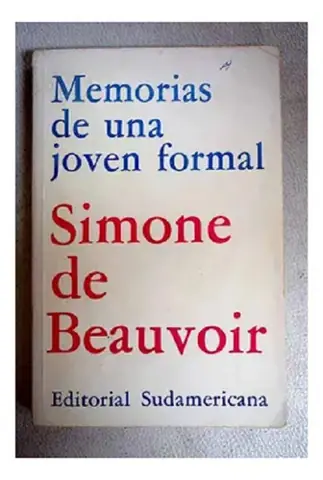 Memorias
de una
joven formal
Simone
de
Beauvoir
Editorial Sudamericana